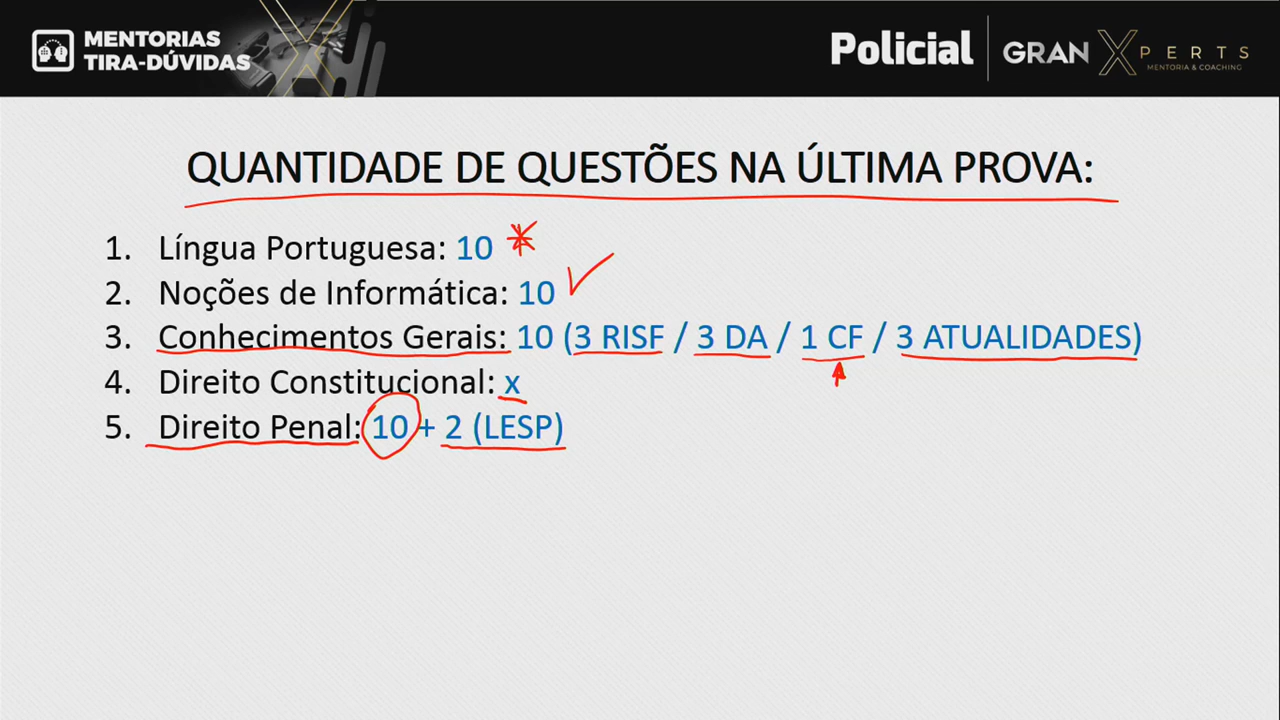 MENTORIAS
TIRA-DÚVIDAS
Policial
GRAN XPERTS
MENTORIA & COACHING
QUANTIDADE DE QUESTÕES NA ÚLTIMA PROVA:
1. Língua Portuguesa: 10
2. Noções de Informática: 10
3. Conhecimentos Gerais: 10 (3 RISF / 3 DA / 1 CF / 3 ATUALIDADES)
4. Direito Constitucional: x
5. Direito Penal: 10 + 2 (LESP)